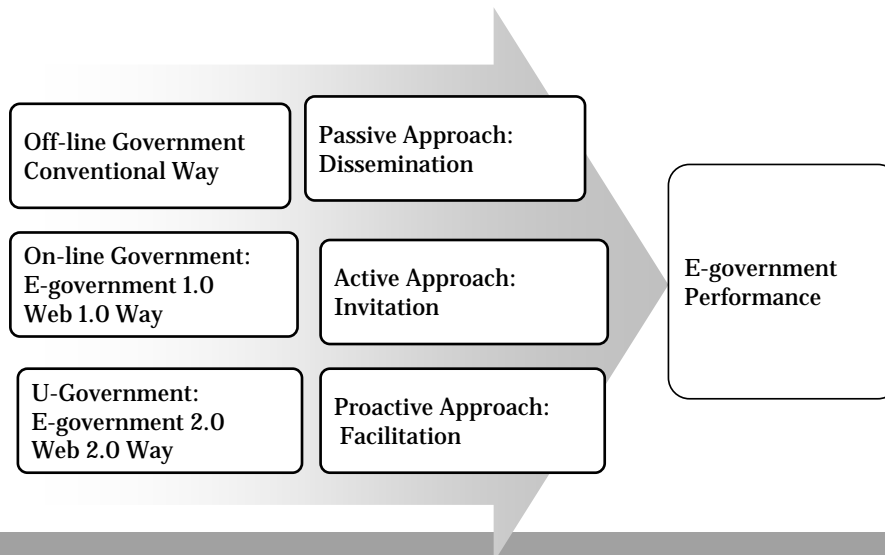 Off-line Government
Conventional Way
Passive Approach:
Dissemination
On-line Government:
E-government 1.0
Web 1.0 Way
Active Approach:
Invitation
U-Government:
E-government 2.0
Web 2.0 Way
Proactive Approach:
Facilitation
E-government
Performance